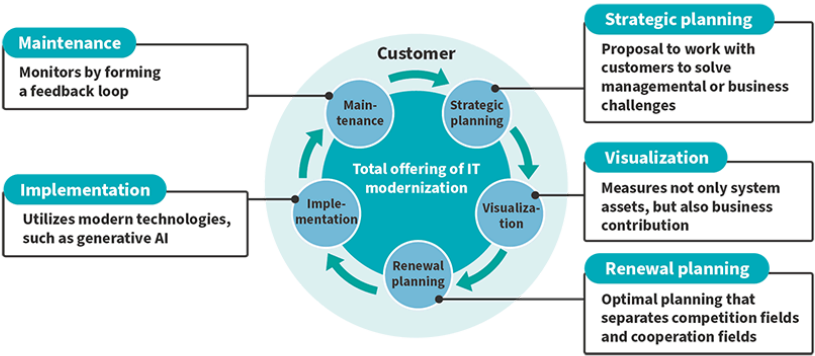 Maintenance
Monitors by forming
a feedback loop
Implementation
Utilizes modern technologies,
such as generative AI
Customer
Main-
tenance
Strategic
planning
Total offering of IT
modernization
Imple-
mentation
Visualiza-
tion
Renewal
planning
Strategic planning
Proposal to work with
customers to solve
managemental or business
challenges
Visualization
Measures not only system
assets, but also business
contribution
Renewal planning
Optimal planning that
separates competition fields
and cooperation fields